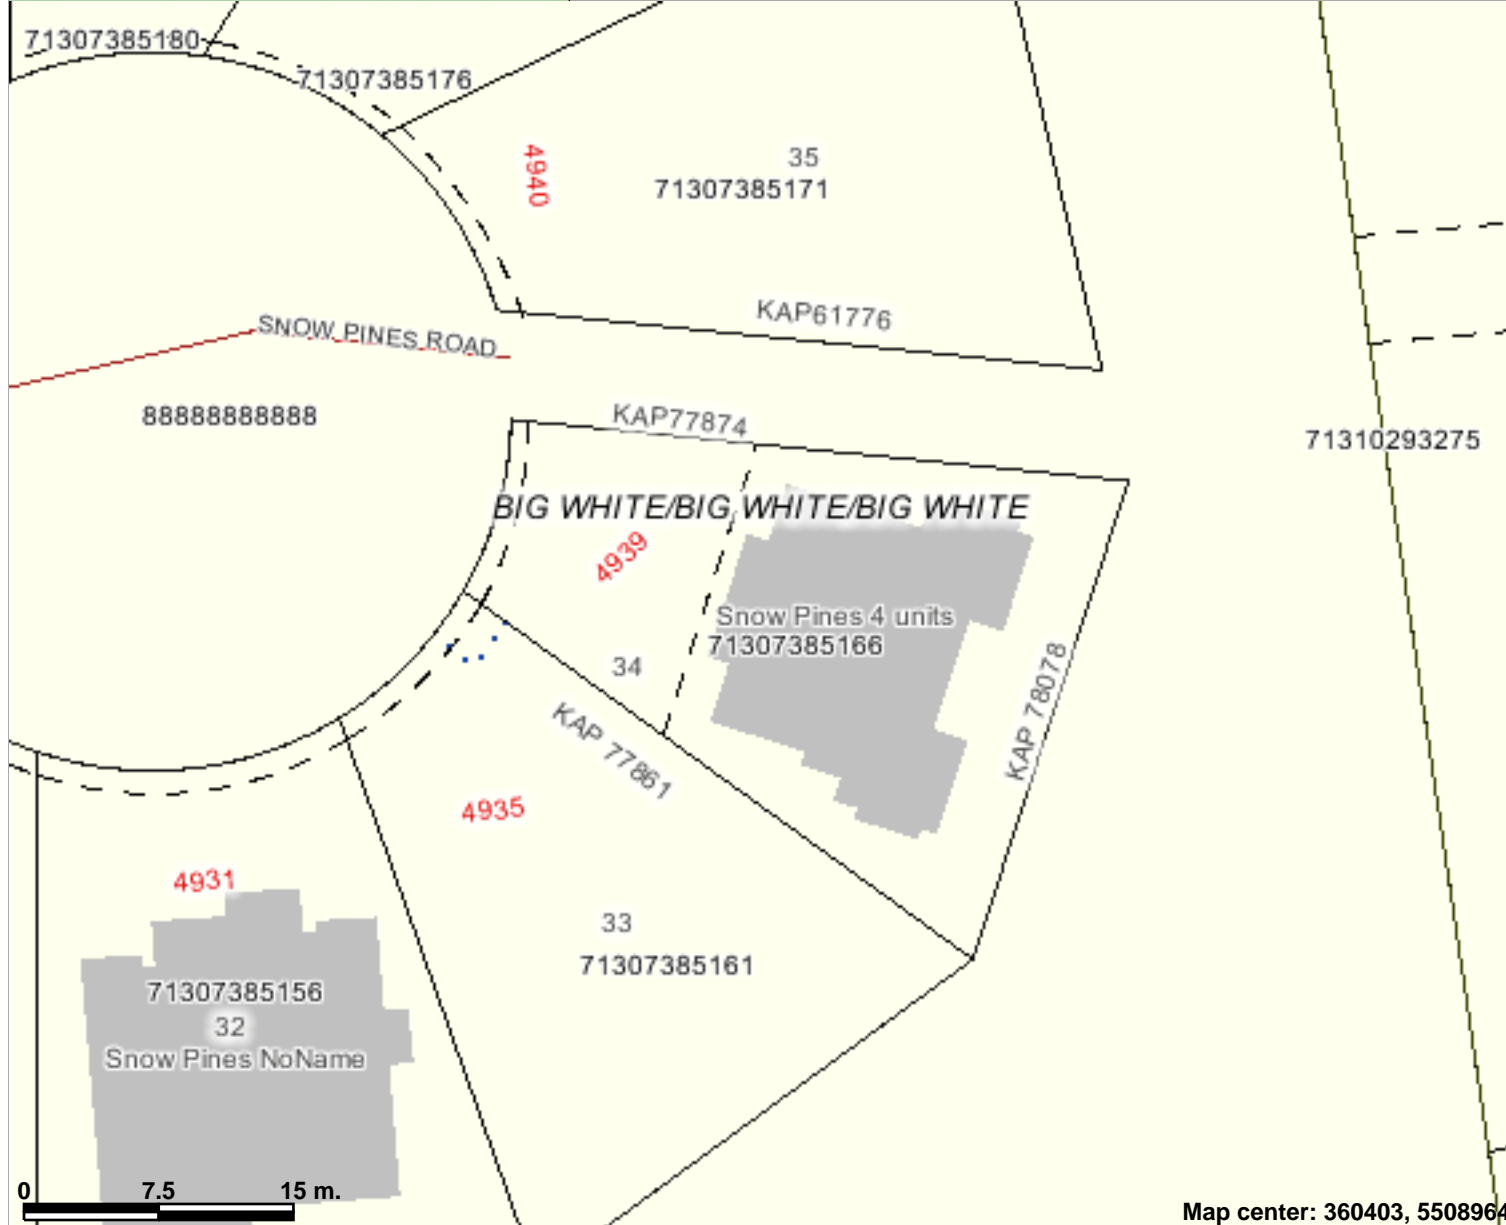 71307385180
71307385176
4940
35
71307385171
KAP61776
SNOW PINES ROAD
88888888888
KAP77874
71310293275
BIG WHITE/BIG WHITE/BIG WHITE
4939
Snow Pines 4 units
71307385166
34
KAP 78078
KAP 77861
4935
4931
33
71307385161
71307385156
32
Snow Pines NoName
0 7.5 15 m.
Map center: 360403, 5508964